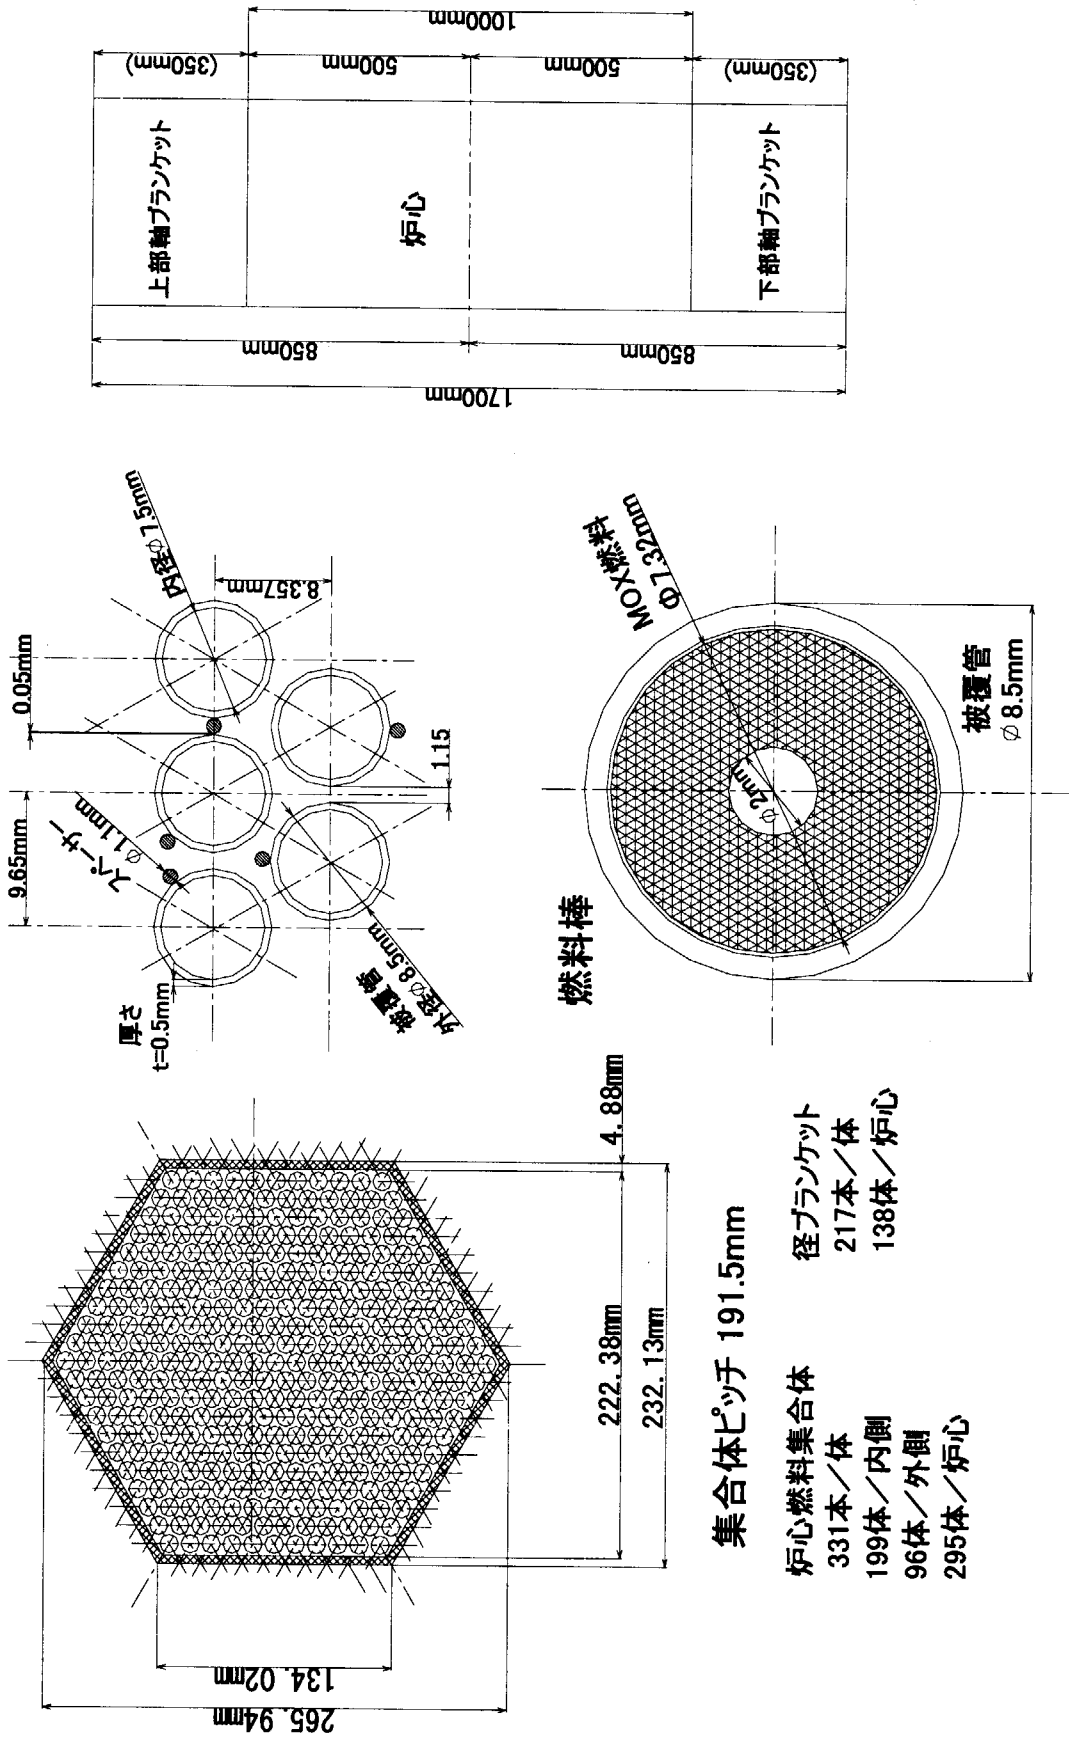 265.94mm
134.02mm
222.38mm
232.13mm
4.88mm
集合体ピッチ 191.5mm
炉心燃料集合体
331本/体
199体/内側
96体/外側
295体/炉心
径ブランケット
217本/体
138体/炉心
厚さ
t=0.5mm
9.65mm
スペーサー
∅1.1mm
0.05mm
内径∅7.5mm
8.357mm
1.15
被覆管
外径∅8.5mm
燃料棒
MOX燃料
Φ7.32mm
∅2mm
被覆管
∅8.5mm
1700mm
850mm
850mm
上部軸ブランケット
炉心
下部軸ブランケット
(350mm)
500mm
500mm
(350mm)
1000mm